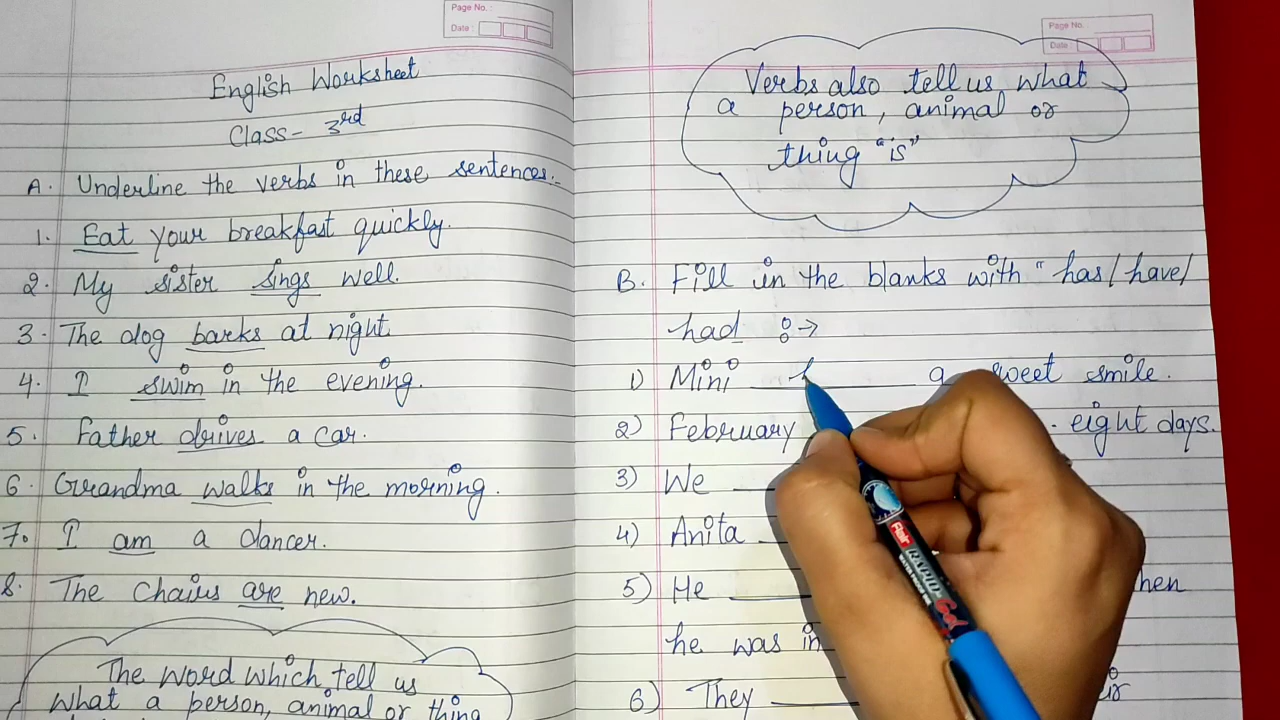 Page No. :
Date :
English Worksheet
Class- 3rd
A. Underline the verbs in these sentences:-
1. Eat your breakfast quickly.
2. My sister sings well.
3. The dog barks at night
4. I swim in the evening.
5. Father drives a car.
6. Grandma walks in the morning.
7. I am a dancer.
8. The chairs are new.
The word which tell us
what a person, animal or thing
Page No.
Date :
Verbs also tell us what
a person, animal or
thing "is"
B. Fill in the blanks with " has/have/
had :→
1) Mini ______ a sweet smile.
2) February eight days.
3) We
4) Anita
5) He
he was in
6) They
Flair RAPID Gel